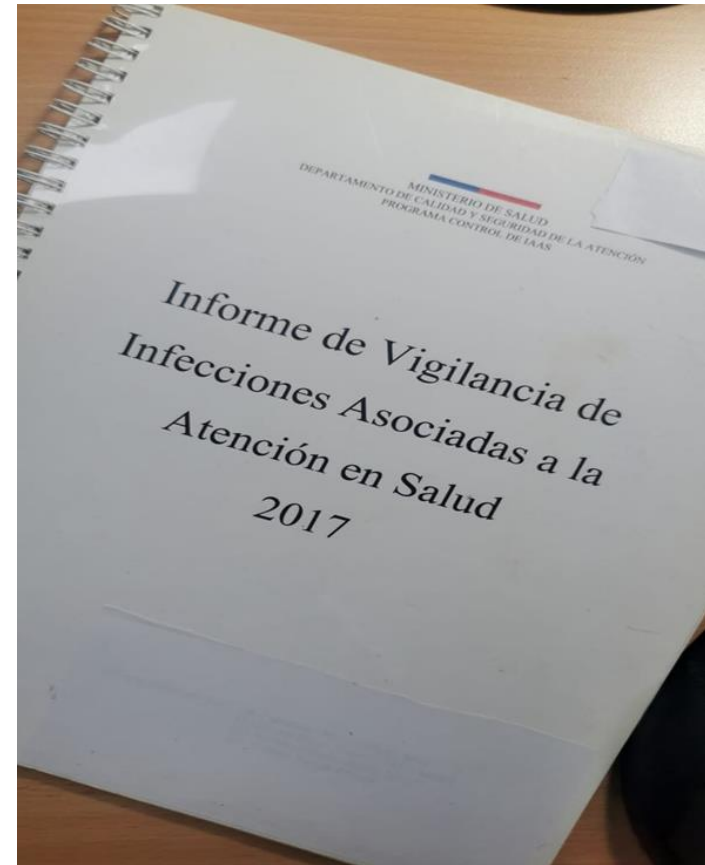 MINISTERIO DE SALUD
DEPARTAMENTO DE CALIDAD Y SEGURIDAD DE LA ATENCIÓN
PROGRAMA CONTROL DE IAAS
Informe de Vigilancia de
Infecciones Asociadas a la
Atención en Salud
2017